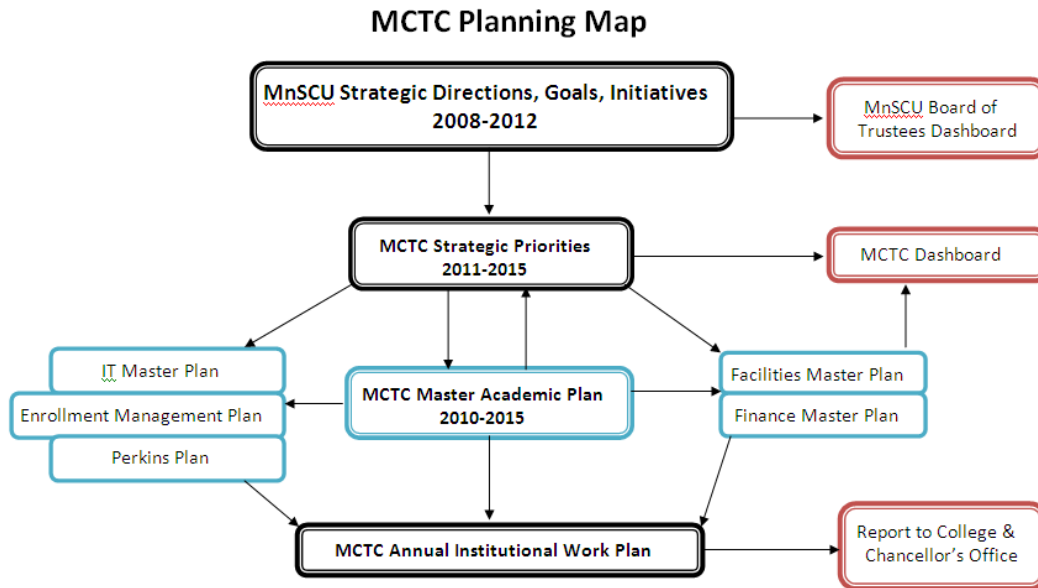 MCTC Planning Map
MnSCU Strategic Directions, Goals, Initiatives
2008-2012
MnSCU Board of
Trustees Dashboard
MCTC Strategic Priorities
2011-2015
MCTC Dashboard
IT Master Plan
Enrollment Management Plan
Perkins Plan
MCTC Master Academic Plan
2010-2015
Facilities Master Plan
Finance Master Plan
MCTC Annual Institutional Work Plan
Report to College &
Chancellor's Office